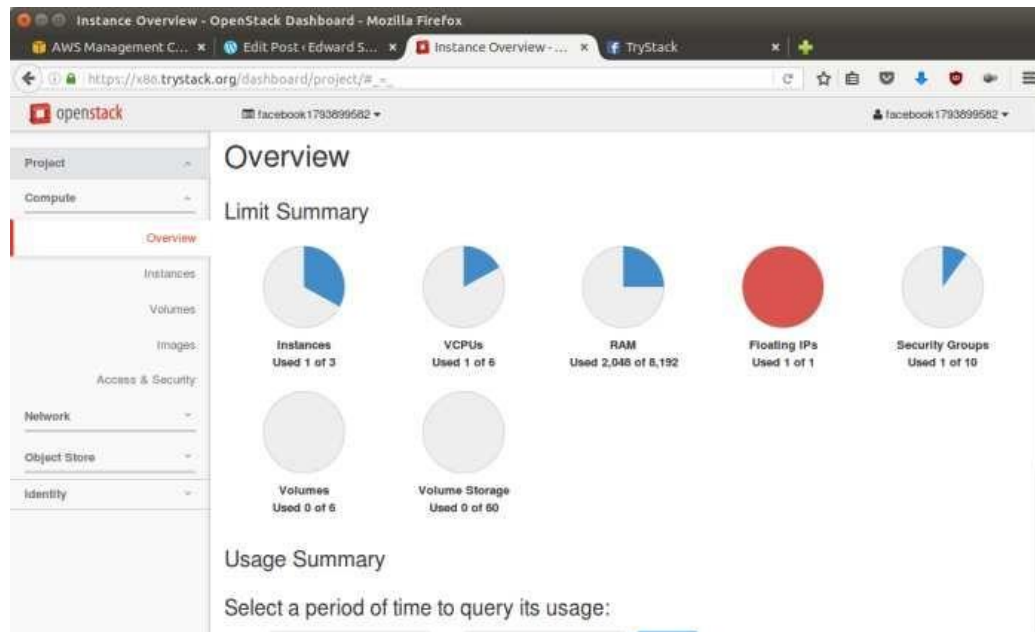 Instance Overview - OpenStack Dashboard - Mozilla Firefox
AWS Management C... × Edit Post ‹ Edward S... × Instance Overview - ... × TryStack ×
https://x86.trystack.org/dashboard/project/#_=_
openstack facebook1793899582 facebook1793899582
Project
Compute
Overview
Instances
Volumes
Images
Access & Security
Network
Object Store
Identity
Overview
Limit Summary
Instances
Used 1 of 3
VCPUs
Used 1 of 6
RAM
Used 2,048 of 8,192
Floating IPs
Used 1 of 1
Security Groups
Used 1 of 10
Volumes
Used 0 of 6
Volume Storage
Used 0 of 60
Usage Summary
Select a period of time to query its usage: